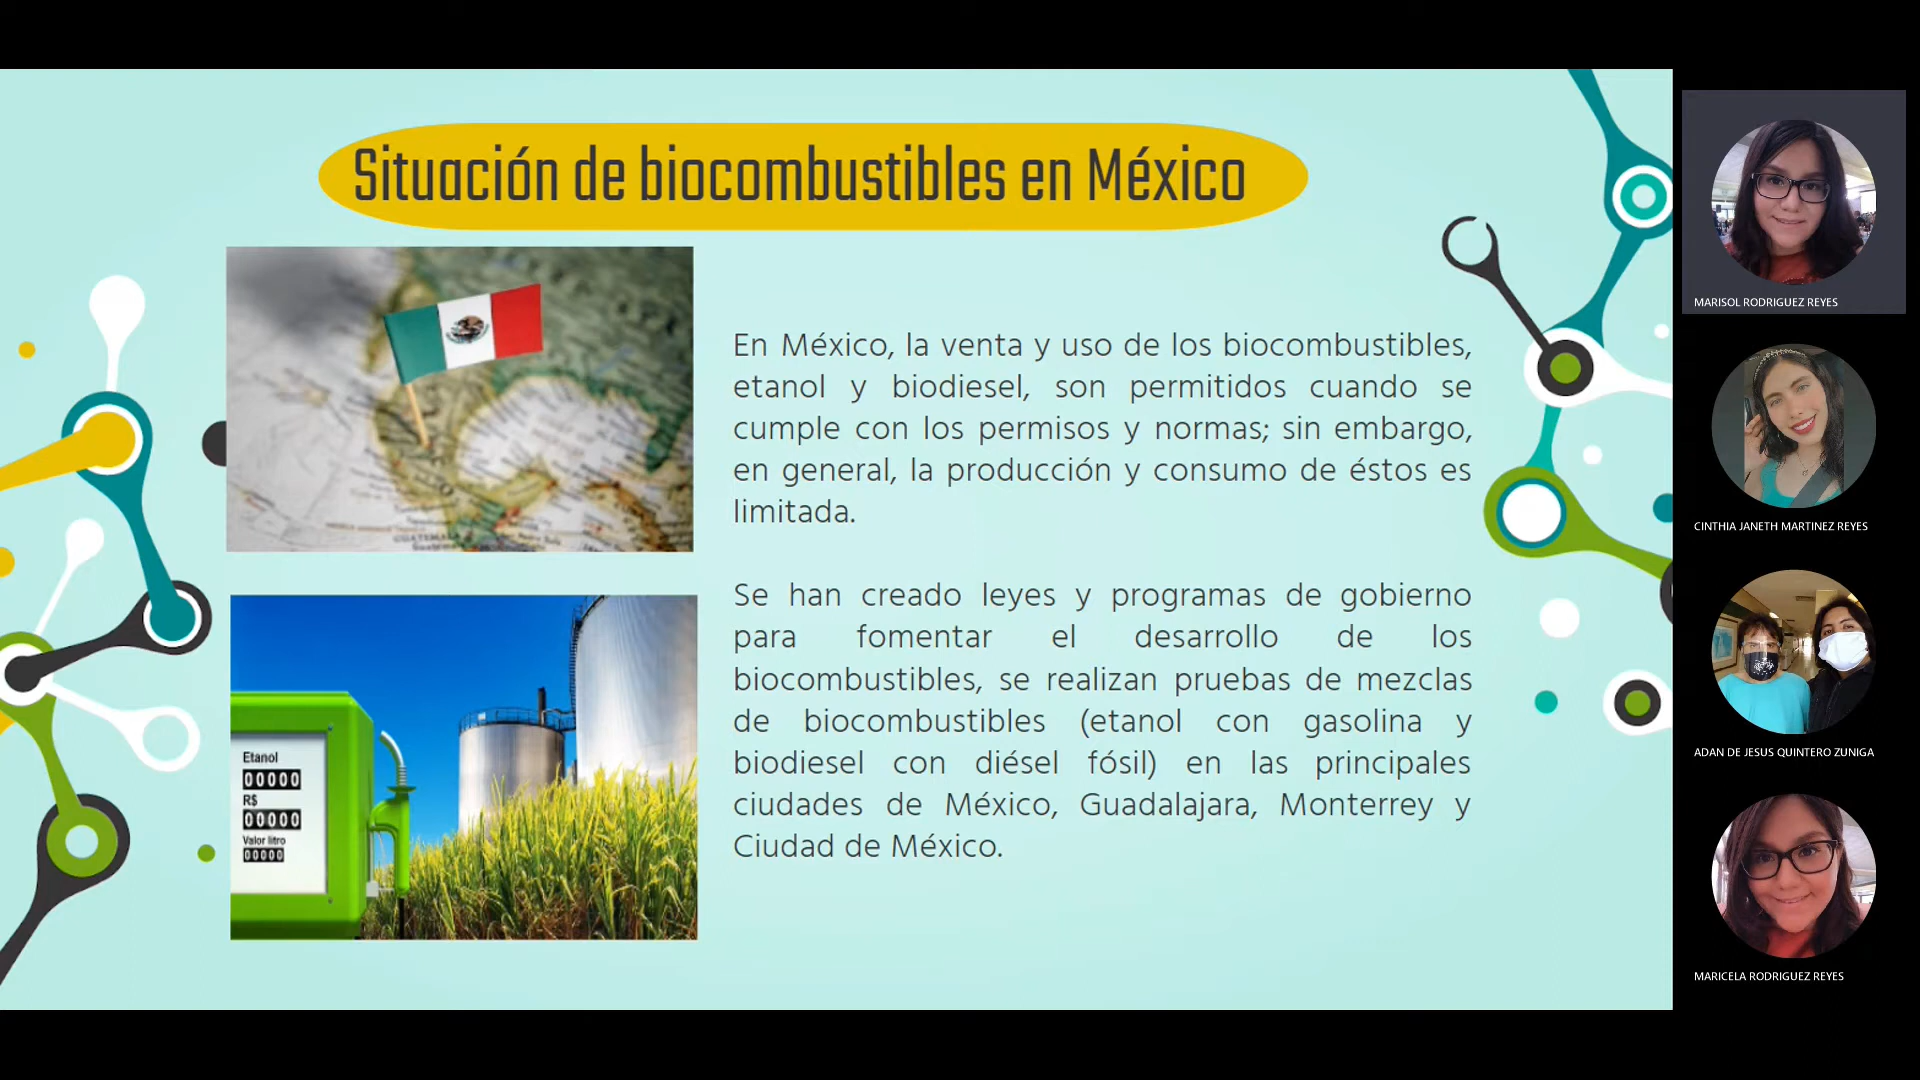 Situación de biocombustibles en México
En México, la venta y uso de los biocombustibles,
etanol y biodiesel, son permitidos cuando se
cumple con los permisos y normas; sin embargo,
en general, la producción y consumo de éstos es
limitada.
Se han creado leyes y programas de gobierno
para fomentar el desarrollo de los
biocombustibles, se realizan pruebas de mezclas
de biocombustibles (etanol con gasolina y
biodiesel con diésel fósil) en las principales
ciudades de México, Guadalajara, Monterrey y
Ciudad de México.
Etanol
00000
R$
00000
Valor litro
00000
MARISOL RODRIGUEZ REYES
CINTHIA JANETH MARTINEZ REYES
ADAN DE JESUS QUINTERO ZUNIGA
MARICELA RODRIGUEZ REYES